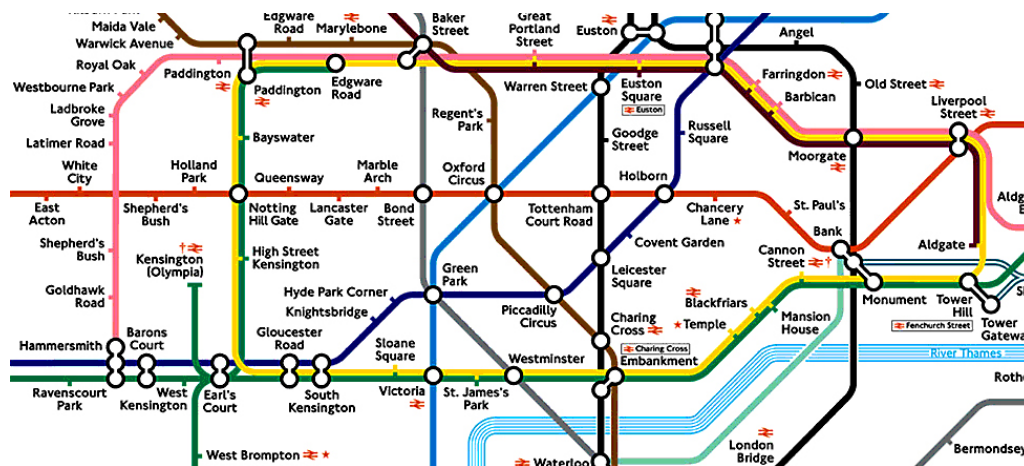 Maida Vale
Warwick Avenue
Royal Oak
Westbourne Park
Ladbroke
Grove
Latimer Road
White
City
East
Acton
Shepherd's
Bush
Goldhawk
Road
Hammersmith
Ravenscourt
Park
Barons
Court
West
Kensington
Kensington
(Olympia)
†
Earl's
Court
West Brompton
Holland
Park
Shepherd's
Bush
Edgware
Road
Marylebone
Baker
Street
Paddington
Paddington
Edgware
Road
Bayswater
Queensway
Notting
Hill Gate
Lancaster
Gate
Marble
Arch
Bond
Street
High Street
Kensington
Gloucester
Road
South
Kensington
Hyde Park Corner
Knightsbridge
Sloane
Square
Victoria
St. James's
Park
Westminster
Green
Park
Piccadilly
Circus
Oxford
Circus
Regent's
Park
Great
Portland
Street
Warren Street
Euston
Euston
Square
Euston
Goodge
Street
Russell
Square
Tottenham
Court Road
Holborn
Covent Garden
Leicester
Square
Charing
Cross
Charing Cross
Embankment
Waterloo
Angel
Old Street
Farringdon
Barbican
Moorgate
Liverpool
Street
Chancery
Lane
St. Paul's
Bank
Cannon
Street
†
Blackfriars
Temple
Mansion
House
Monument
Tower
Hill
Fenchurch Street
Tower
Gatewa
Aldgate
Aldg
River Thames
London
Bridge
Rothe
Bermondsey